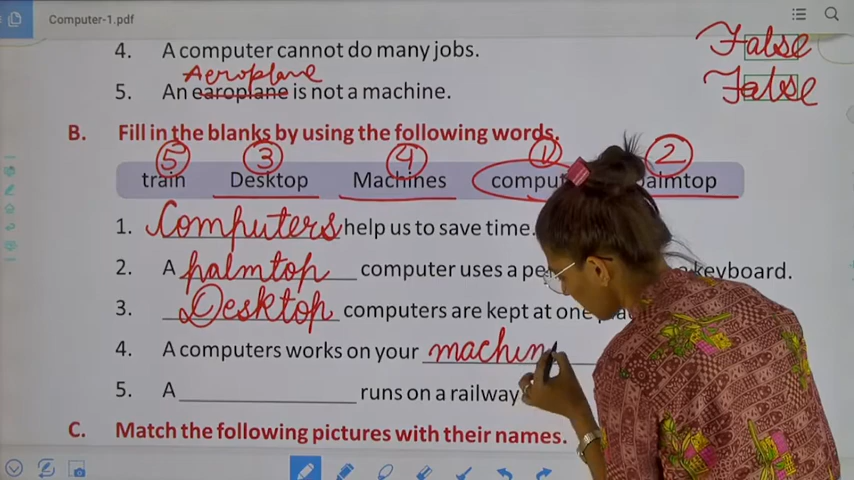 Computer-1.pdf
4. A computer cannot do many jobs. False
Aeroplane
5. An earoplane is not a machine. False
B. Fill in the blanks by using the following words.
5 3 4 1 2
train Desktop Machines palmtop
1. Computers help us to save time.
2. A palmtop computer uses a keyboard.
3. Desktop computers are kept at one
4. A computers works on your machin
5. A runs on a railway
C. Match the following pictures with their names.